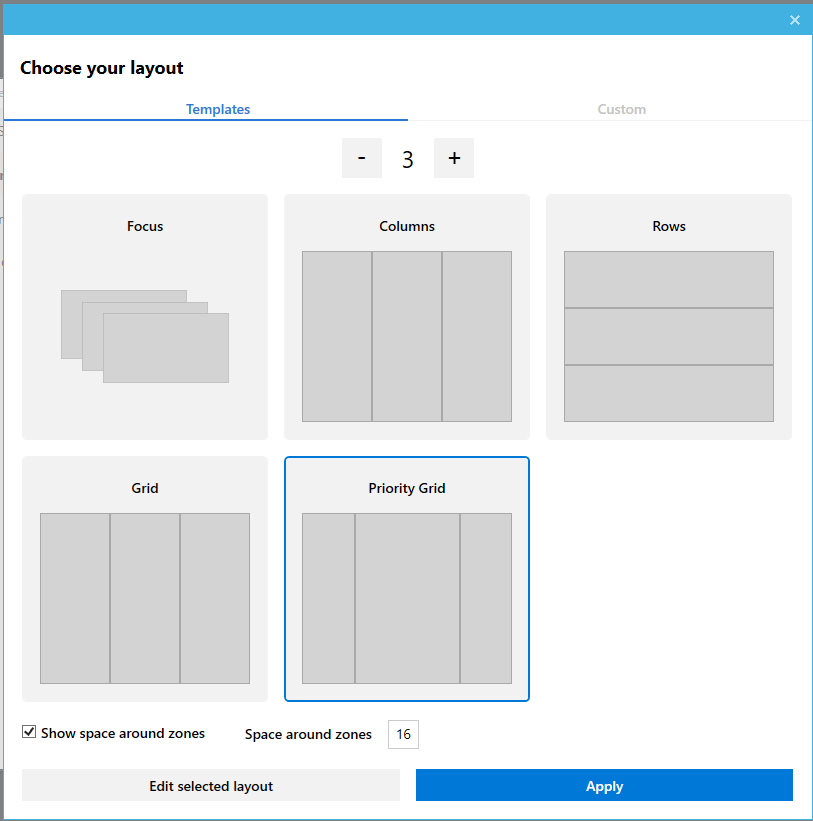 Choose your layout
Templates
Custom
- 3 +
Focus
Columns
Rows
Grid
Priority Grid
Show space around zones
Space around zones
16
Edit selected layout
Apply